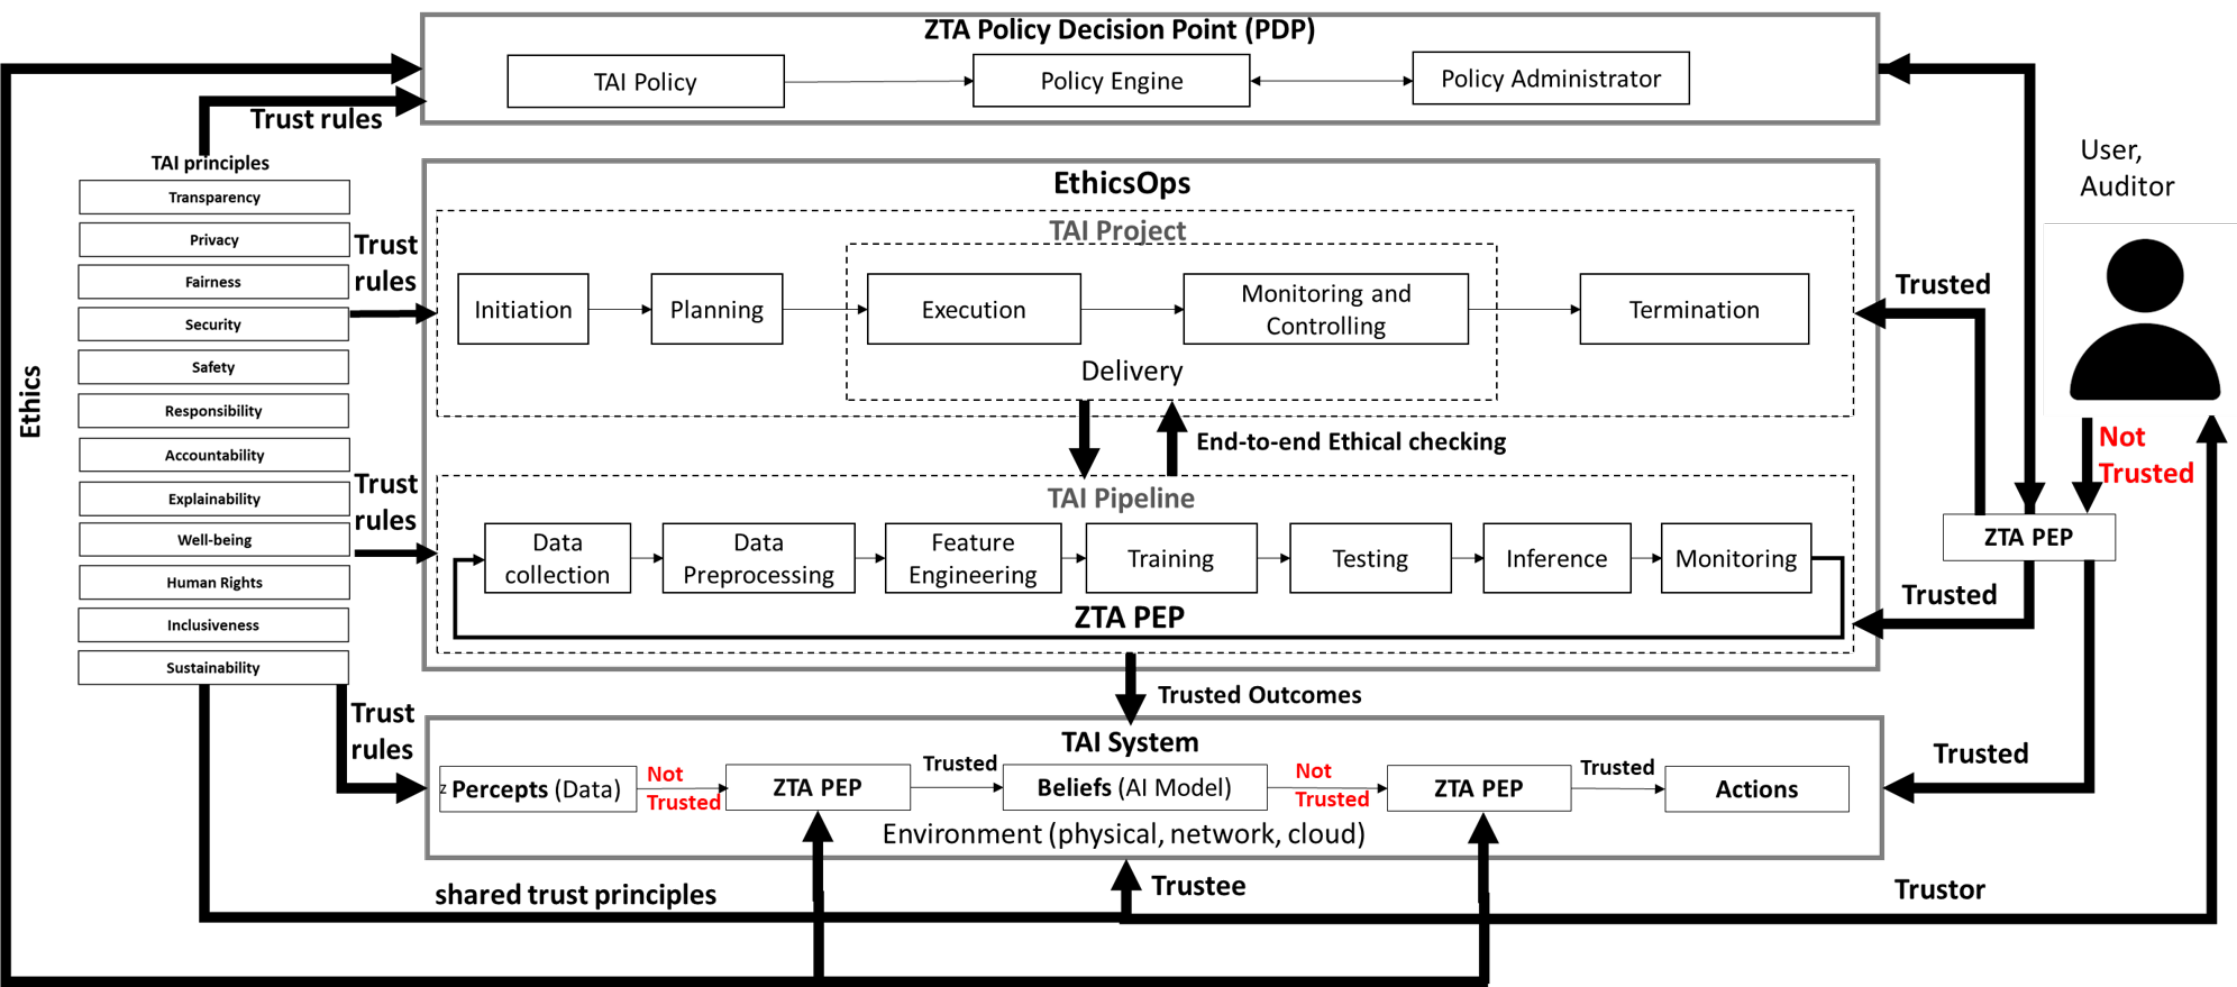 ZTA Policy Decision Point (PDP)
TAI Policy
Policy Engine
Policy Administrator
Trust rules
TAI principles
Transparency
Privacy
Fairness
Security
Safety
Responsibility
Accountability
Explainability
Well-being
Human Rights
Inclusiveness
Sustainability
Ethics
Trust
rules
Trust
rules
Trust
rules
EthicsOps
TAI Project
Initiation
Planning
Execution
Monitoring and
Controlling
Termination
Delivery
End-to-end Ethical checking
TAI Pipeline
Data
collection
Data
Preprocessing
Feature
Engineering
Training
Testing
Inference
Monitoring
ZTA PEP
Trusted Outcomes
TAI System
z Percepts (Data)
Not
Trusted
ZTA PEP
Trusted
Beliefs (AI Model)
Not
Trusted
ZTA PEP
Trusted
Actions
Environment (physical, network, cloud)
shared trust principles
Trustee
Trustor
User,
Auditor
Not
Trusted
ZTA PEP
Trusted
Trusted
Trusted